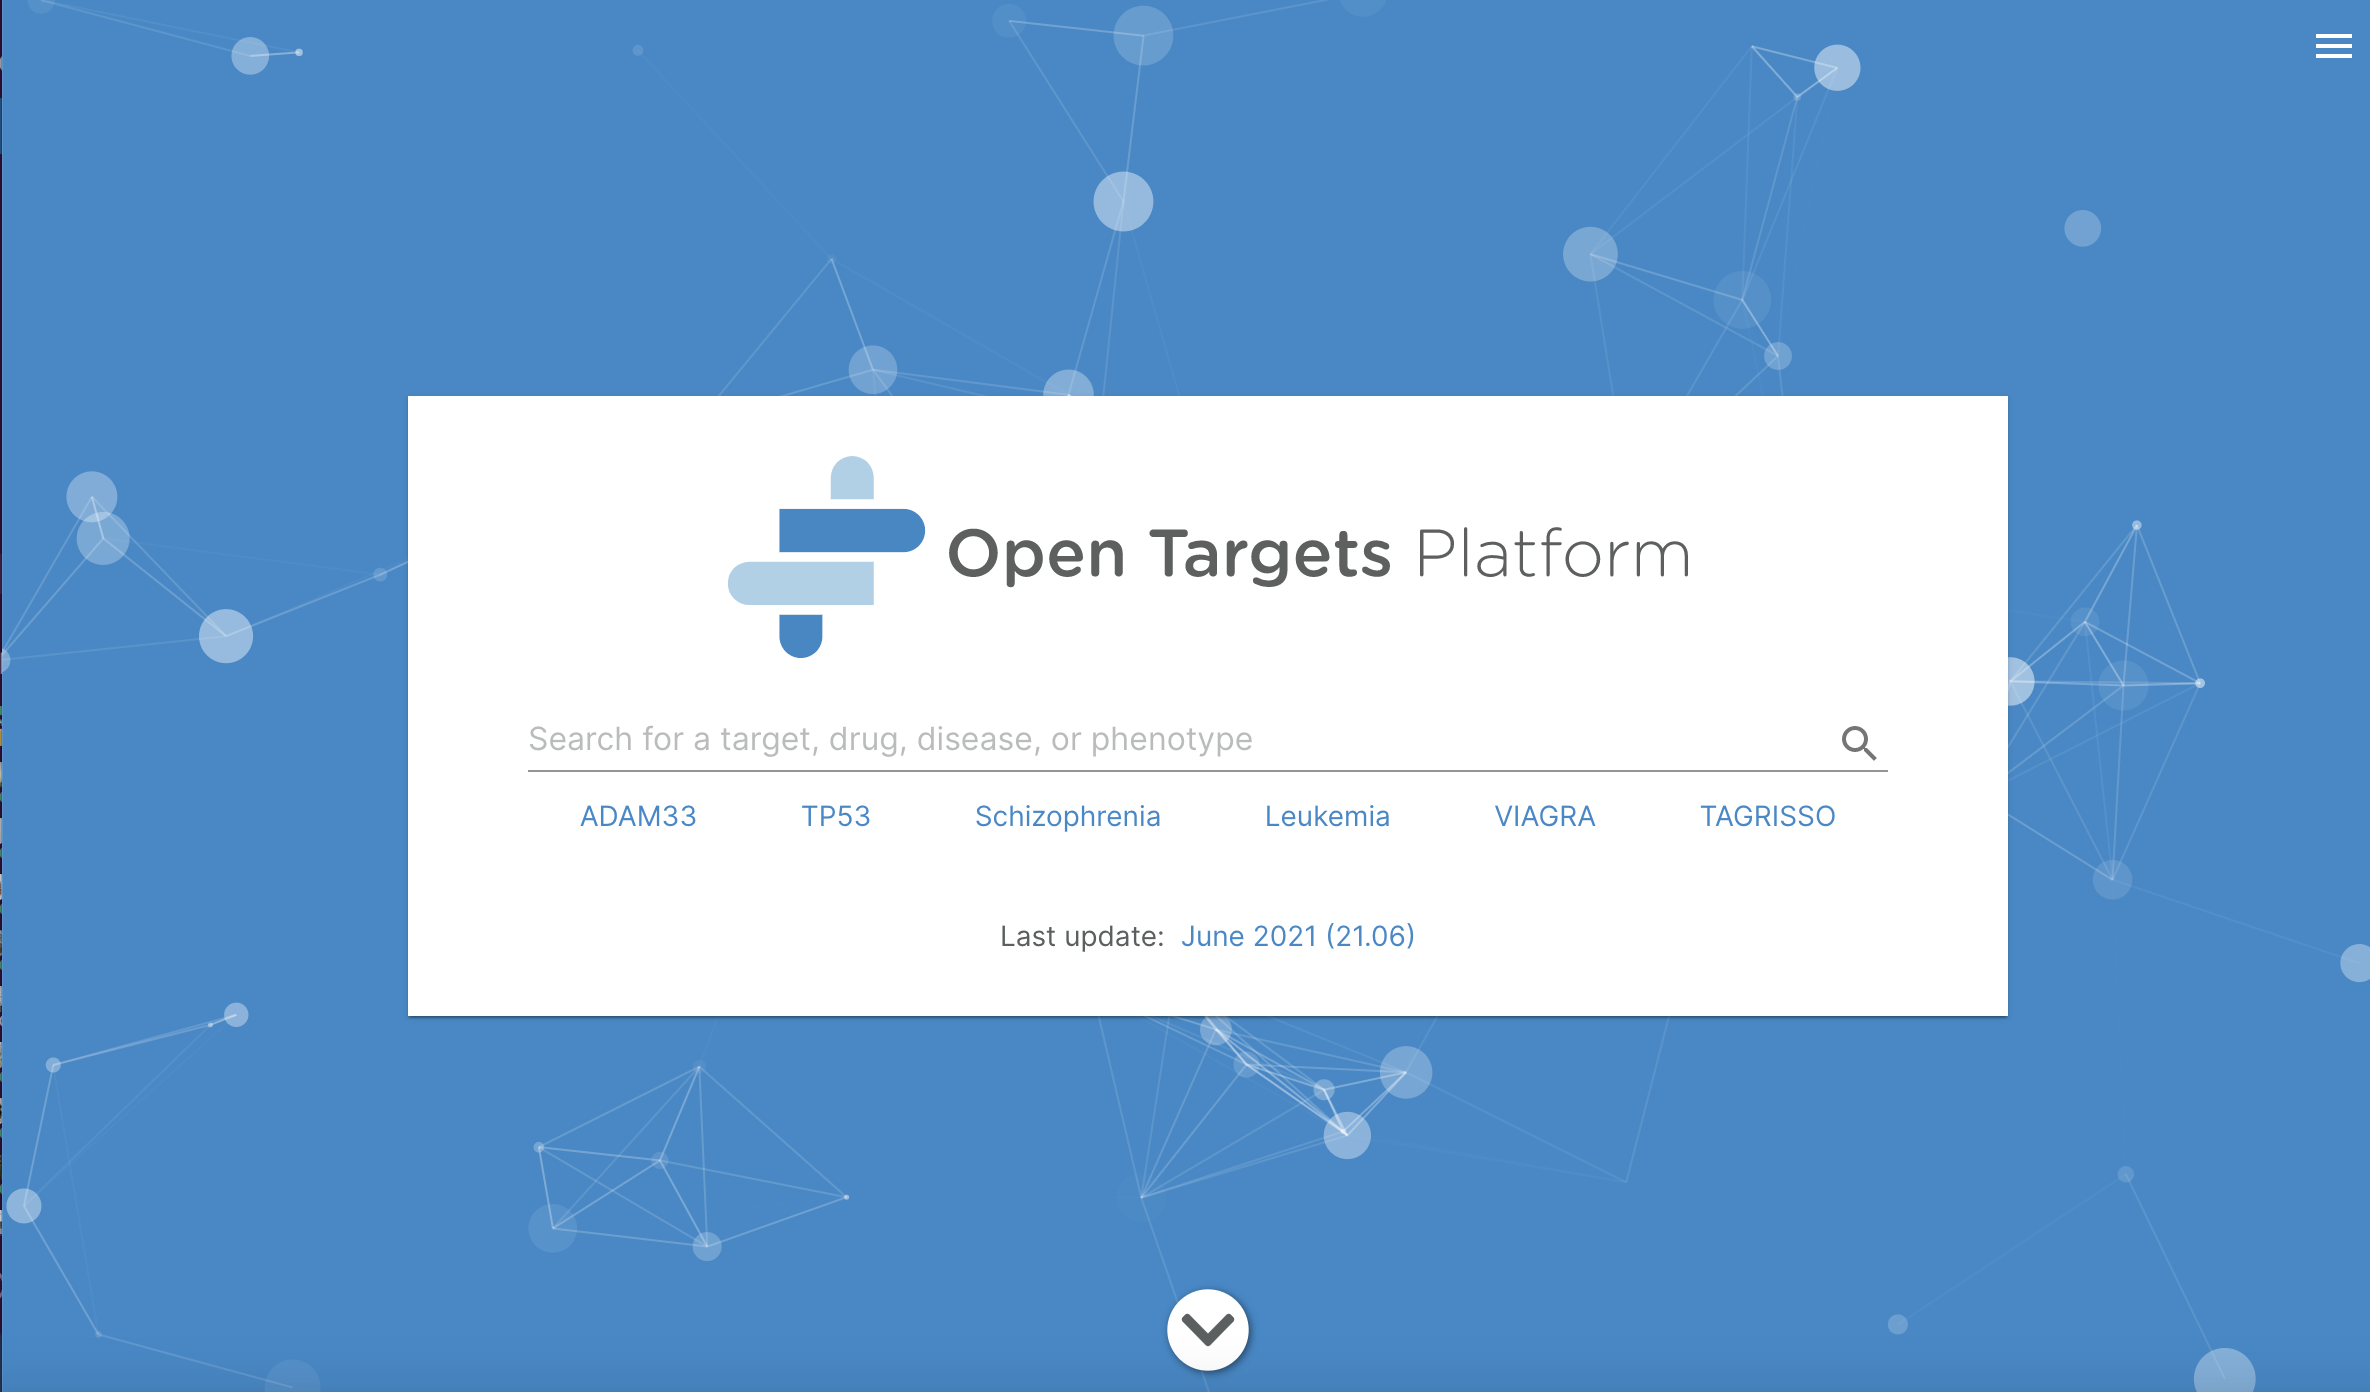 Open Targets Platform
Search for a target, drug, disease, or phenotype
ADAM33 TP53 Schizophrenia Leukemia VIAGRA TAGRISSO
Last update: June 2021 (21.06)